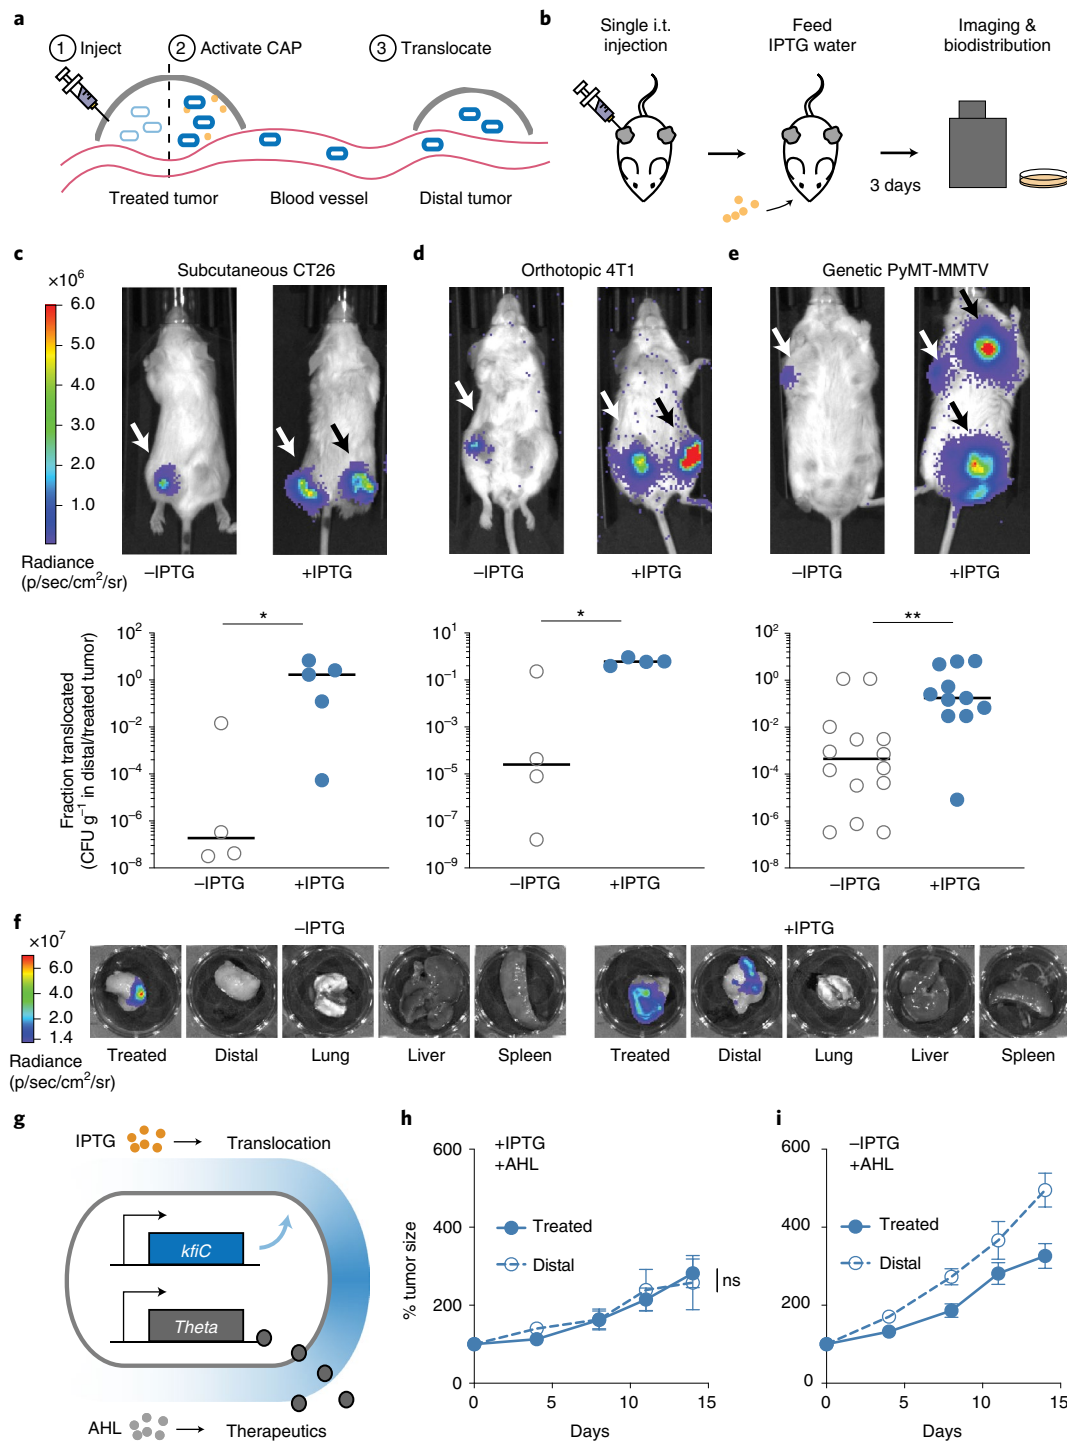 a
1 Inject
2 Activate CAP
3 Translocate
Treated tumor
Blood vessel
Distal tumor
b
Single i.t.
injection
Feed
IPTG water
Imaging &
biodistribution
3 days
c
Subcutaneous CT26
×10⁶
6.0
5.0
4.0
3.0
2.0
1.0
Radiance
(p/sec/cm²/sr)
–IPTG
+IPTG
d
Orthotopic 4T1
–IPTG
+IPTG
e
Genetic PyMT-MMTV
–IPTG
+IPTG
Fraction translocated
(CFU g⁻¹ in distal/treated tumor)
10²
10⁰
10⁻²
10⁻⁴
10⁻⁶
10⁻⁸
*
–IPTG
+IPTG
10¹
10⁻¹
10⁻³
10⁻⁵
10⁻⁷
10⁻⁹
*
–IPTG
+IPTG
10²
10⁰
10⁻²
10⁻⁴
10⁻⁶
10⁻⁸
**
–IPTG
+IPTG
f
–IPTG
+IPTG
×10⁷
6.0
4.0
2.0
1.4
Radiance
(p/sec/cm²/sr)
Treated
Distal
Lung
Liver
Spleen
Treated
Distal
Lung
Liver
Spleen
g
IPTG
Translocation
kfiC
Theta
AHL
Therapeutics
h
+IPTG
+AHL
Treated
Distal
ns
% tumor size
600
400
200
0
0
5
10
15
Days
i
–IPTG
+AHL
Treated
Distal
600
400
200
0
0
5
10
15
Days